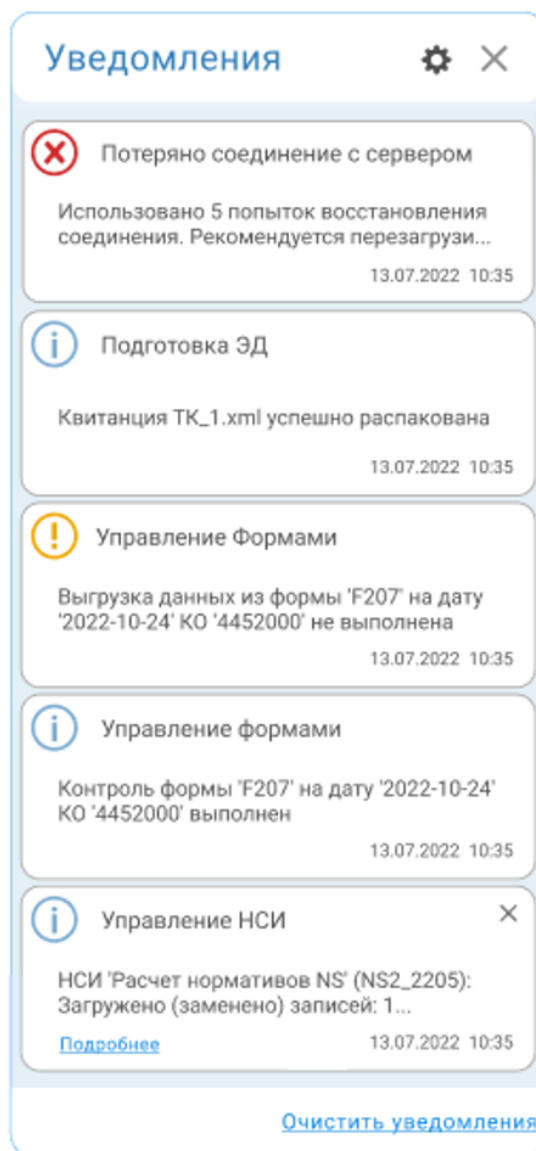 Уведомления
Потеряно соединение с сервером
Использовано 5 попыток восстановления
соединения. Рекомендуется перезагрузи...
13.07.2022 10:35
Подготовка ЭД
Квитанция ТК_1.xml успешно распакована
13.07.2022 10:35
Управление Формами
Выгрузка данных из формы 'F207' на дату
'2022-10-24' КО '4452000' не выполнена
13.07.2022 10:35
Управление формами
Контроль формы 'F207' на дату '2022-10-24'
КО '4452000' выполнен
13.07.2022 10:35
Управление НСИ
НСИ 'Расчет нормативов NS' (NS2_2205):
Загружено (заменено) записей: 1...
Подробнее 13.07.2022 10:35
Очистить уведомления